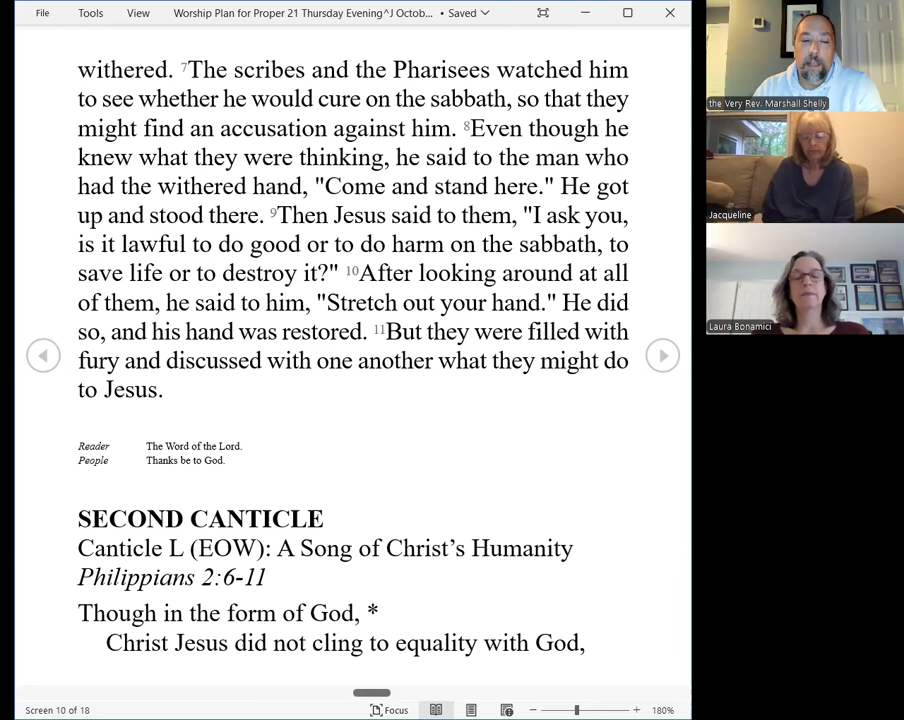 File Tools View Worship Plan for Proper 21 Thursday Evening^J Octob... • Saved
withered. 7The scribes and the Pharisees watched him
to see whether he would cure on the sabbath, so that they
might find an accusation against him. 8Even though he
knew what they were thinking, he said to the man who
had the withered hand, "Come and stand here." He got
up and stood there. 9Then Jesus said to them, "I ask you,
is it lawful to do good or to do harm on the sabbath, to
save life or to destroy it?" 10After looking around at all
of them, he said to him, "Stretch out your hand." He did
so, and his hand was restored. 11But they were filled with
fury and discussed with one another what they might do
to Jesus.
Reader The Word of the Lord.
People Thanks be to God.
SECOND CANTICLE
Canticle L (EOW): A Song of Christ's Humanity
Philippians 2:6-11
Though in the form of God, *
Christ Jesus did not cling to equality with God,
Screen 10 of 18 Focus 180%
the Very Rev. Marshall Shelly
Jacqueline
Laura Bonamici